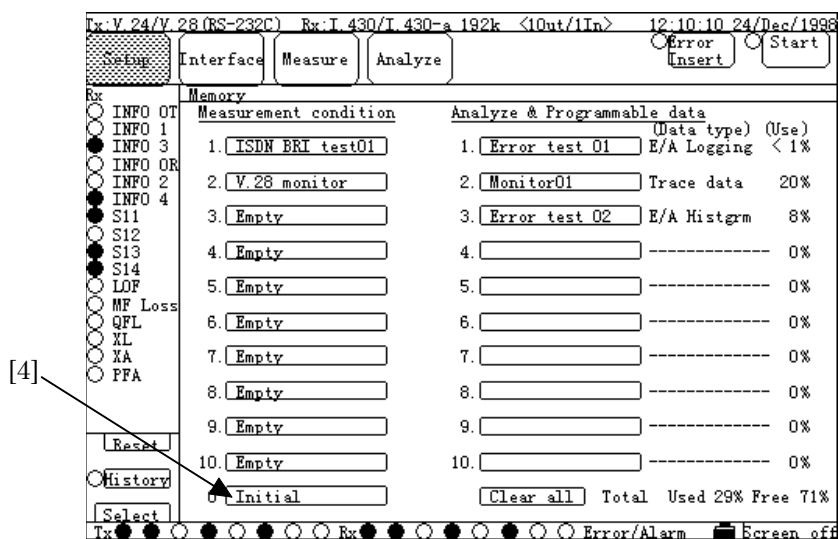 Tx:V.24/V.28(RS-232C) Rx:I.430/I.430-a 192k <1Out/1In> 12:10:10 24/Dec/1998
Setup Interface Measure Analyze Error Insert Start
Rx
INFO OT
INFO 1
INFO 3
INFO OR
INFO 2
INFO 4
S11
S12
S13
S14
LOF
MF Loss
QFL
XL
XA
PFA
Reset
History
Select
Memory
Measurement condition
1. ISDN BRI test01
2. V.28 monitor
3. Empty
4. Empty
5. Empty
6. Empty
7. Empty
8. Empty
9. Empty
10. Empty
0 Initial
Analyze & Programmable data
(Data type) (Use)
1. Error test 01 E/A Logging < 1%
2. Monitor01 Trace data 20%
3. Error test 02 E/A Histgrm 8%
4. ------------- 0%
5. ------------- 0%
6. ------------- 0%
7. ------------- 0%
8. ------------- 0%
9. ------------- 0%
10. ------------- 0%
Clear all Total Used 29% Free 71%
[4]
Tx Rx Error/Alarm Screen off